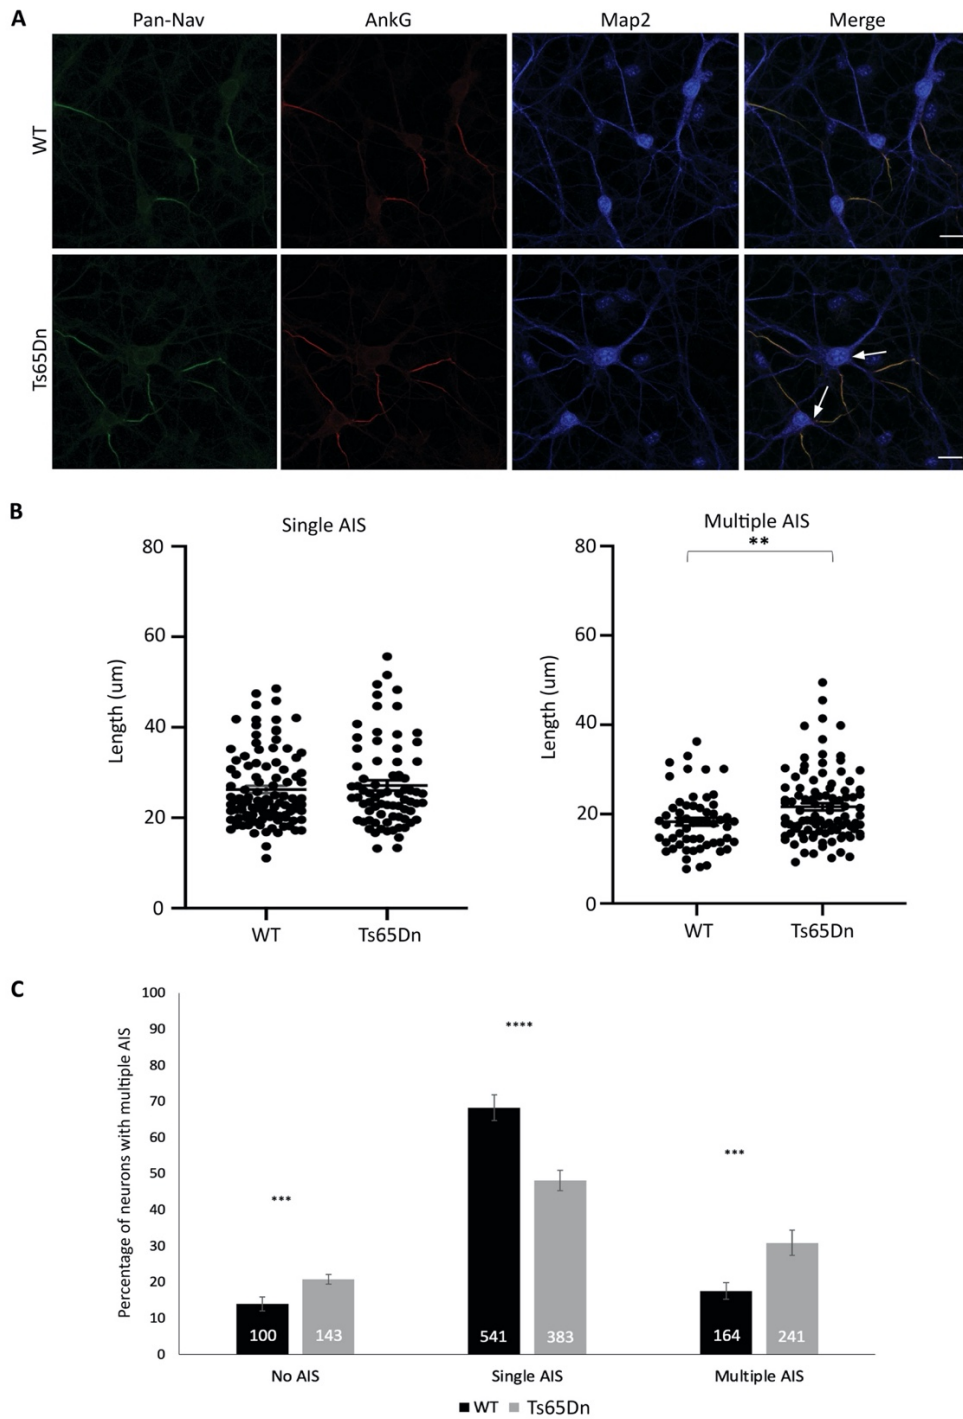 A
Pan-Nav AnkG Map2 Merge
WT
Ts65Dn
B
Single AIS
Multiple AIS
**
80
60
40
20
0
Length (um)
WT Ts65Dn
80
60
40
20
0
Length (um)
WT Ts65Dn
C
Percentage of neurons with multiple AIS
100
90
80
70
60
50
40
30
20
10
0
***
****
***
100 143 541 383 164 241
No AIS Single AIS Multiple AIS
WT Ts65Dn